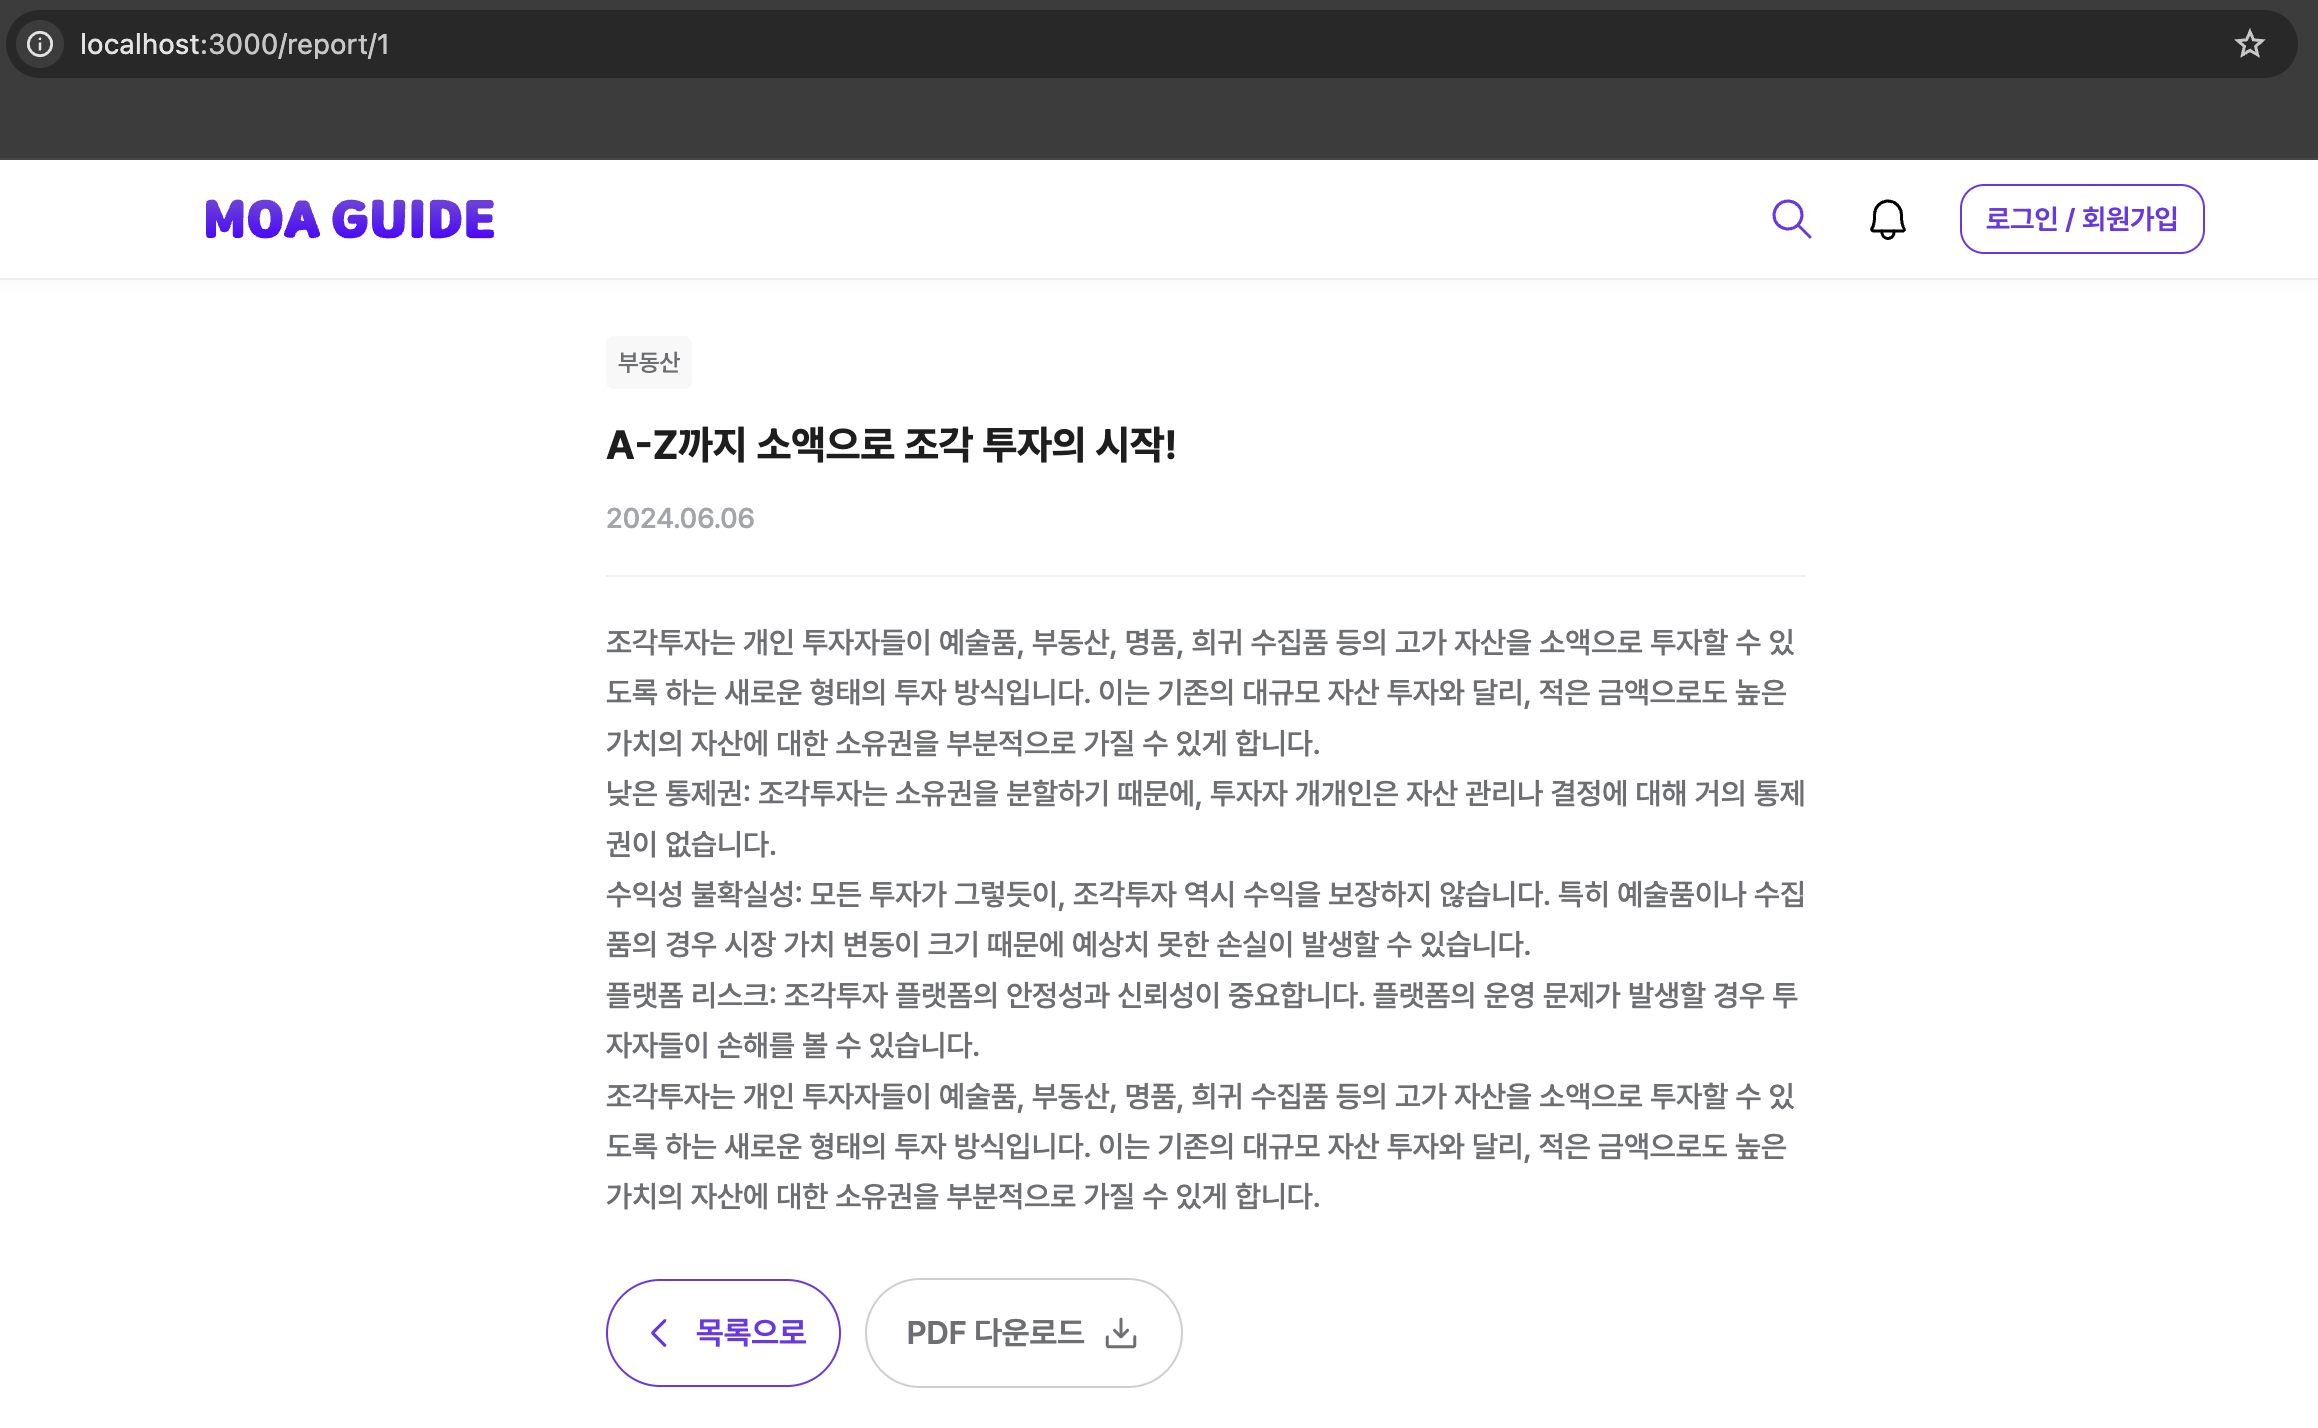 localhost:3000/report/1
MOA GUIDE
로그인 / 회원가입
부동산
A-Z까지 소액으로 조각 투자의 시작!
2024.06.06
조각투자는 개인 투자자들이 예술품, 부동산, 명품, 희귀 수집품 등의 고가 자산을 소액으로 투자할 수 있
도록 하는 새로운 형태의 투자 방식입니다. 이는 기존의 대규모 자산 투자와 달리, 적은 금액으로도 높은
가치의 자산에 대한 소유권을 부분적으로 가질 수 있게 합니다.
낮은 통제권: 조각투자는 소유권을 분할하기 때문에, 투자자 개개인은 자산 관리나 결정에 대해 거의 통제
권이 없습니다.
수익성 불확실성: 모든 투자가 그렇듯이, 조각투자 역시 수익을 보장하지 않습니다. 특히 예술품이나 수집
품의 경우 시장 가치 변동이 크기 때문에 예상치 못한 손실이 발생할 수 있습니다.
플랫폼 리스크: 조각투자 플랫폼의 안정성과 신뢰성이 중요합니다. 플랫폼의 운영 문제가 발생할 경우 투
자자들이 손해를 볼 수 있습니다.
조각투자는 개인 투자자들이 예술품, 부동산, 명품, 희귀 수집품 등의 고가 자산을 소액으로 투자할 수 있
도록 하는 새로운 형태의 투자 방식입니다. 이는 기존의 대규모 자산 투자와 달리, 적은 금액으로도 높은
가치의 자산에 대한 소유권을 부분적으로 가질 수 있게 합니다.
목록으로
PDF 다운로드